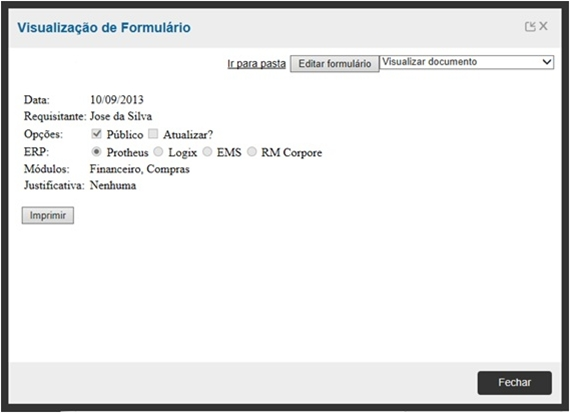 Visualização de Formulário
Ir para pasta Editar formulário Visualizar documento
Data: 10/09/2013
Requisitante: Jose da Silva
Opções: Público Atualizar?
ERP: Protheus Logix EMS RM Corpore
Módulos: Financeiro, Compras
Justificativa: Nenhuma
Imprimir
Fechar